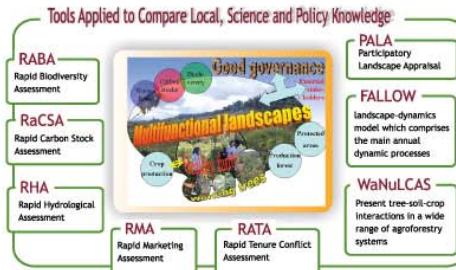 Tools Applied to Compare Local, Science and Policy Knowledge
RABA
Rapid Biodiversity
Assessment
RaCSA
Rapid Carbon Stock
Assessment
RHA
Rapid Hydrological
Assessment
RMA
Rapid Marketing
Assessment
RATA
Rapid Tenure Conflict
Assessment
PALA
Participatory
Landscape Appraisal
FALLOW
landscape-dynamics
model which comprises
the main annual
dynamic processes
WaNuLCAS
Present tree-soil-crop
interactions in a wide
range of agroforestry
systems
Good governance
Multifunctional landscapes
Crop
production
Protected
areas
Production
forest
working trees